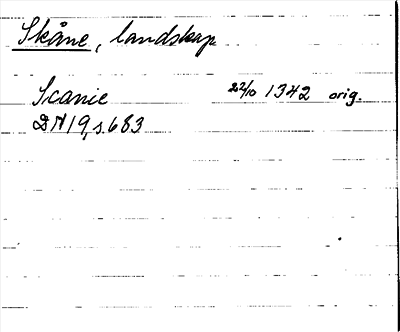 Skåne, landskap
Scanie 22/10 1342 orig.
DN 19, s. 683